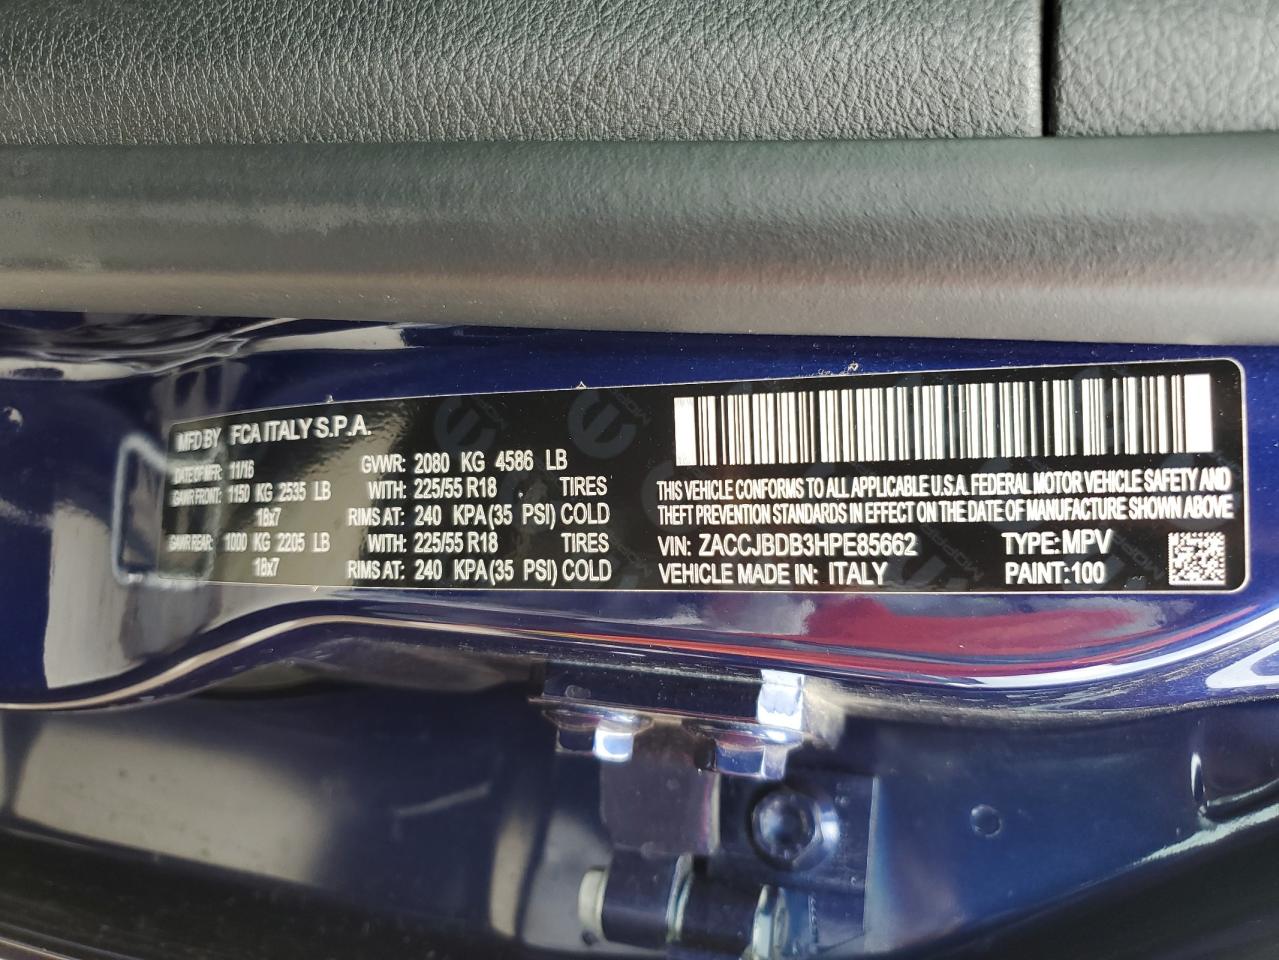 MFD BY FCA ITALY S.P.A.
DATE OF MFR: 11/16 GVWR: 2080 KG 4586 LB
GAWR FRONT: 1150 KG 2535 LB WITH: 225/55 R18 TIRES
18x7 RIMS AT: 240 KPA(35 PSI) COLD
GAWR REAR: 1000 KG 2205 LB WITH: 225/55 R18 TIRES
18x7 RIMS AT: 240 KPA(35 PSI) COLD
THIS VEHICLE CONFORMS TO ALL APPLICABLE U.S.A. FEDERAL MOTOR VEHICLE SAFETY AND
THEFT PREVENTION STANDARDS IN EFFECT ON THE DATE OF MANUFACTURE SHOWN ABOVE
VIN: ZACCJBDB3HPE85662 TYPE: MPV
VEHICLE MADE IN: ITALY PAINT:100